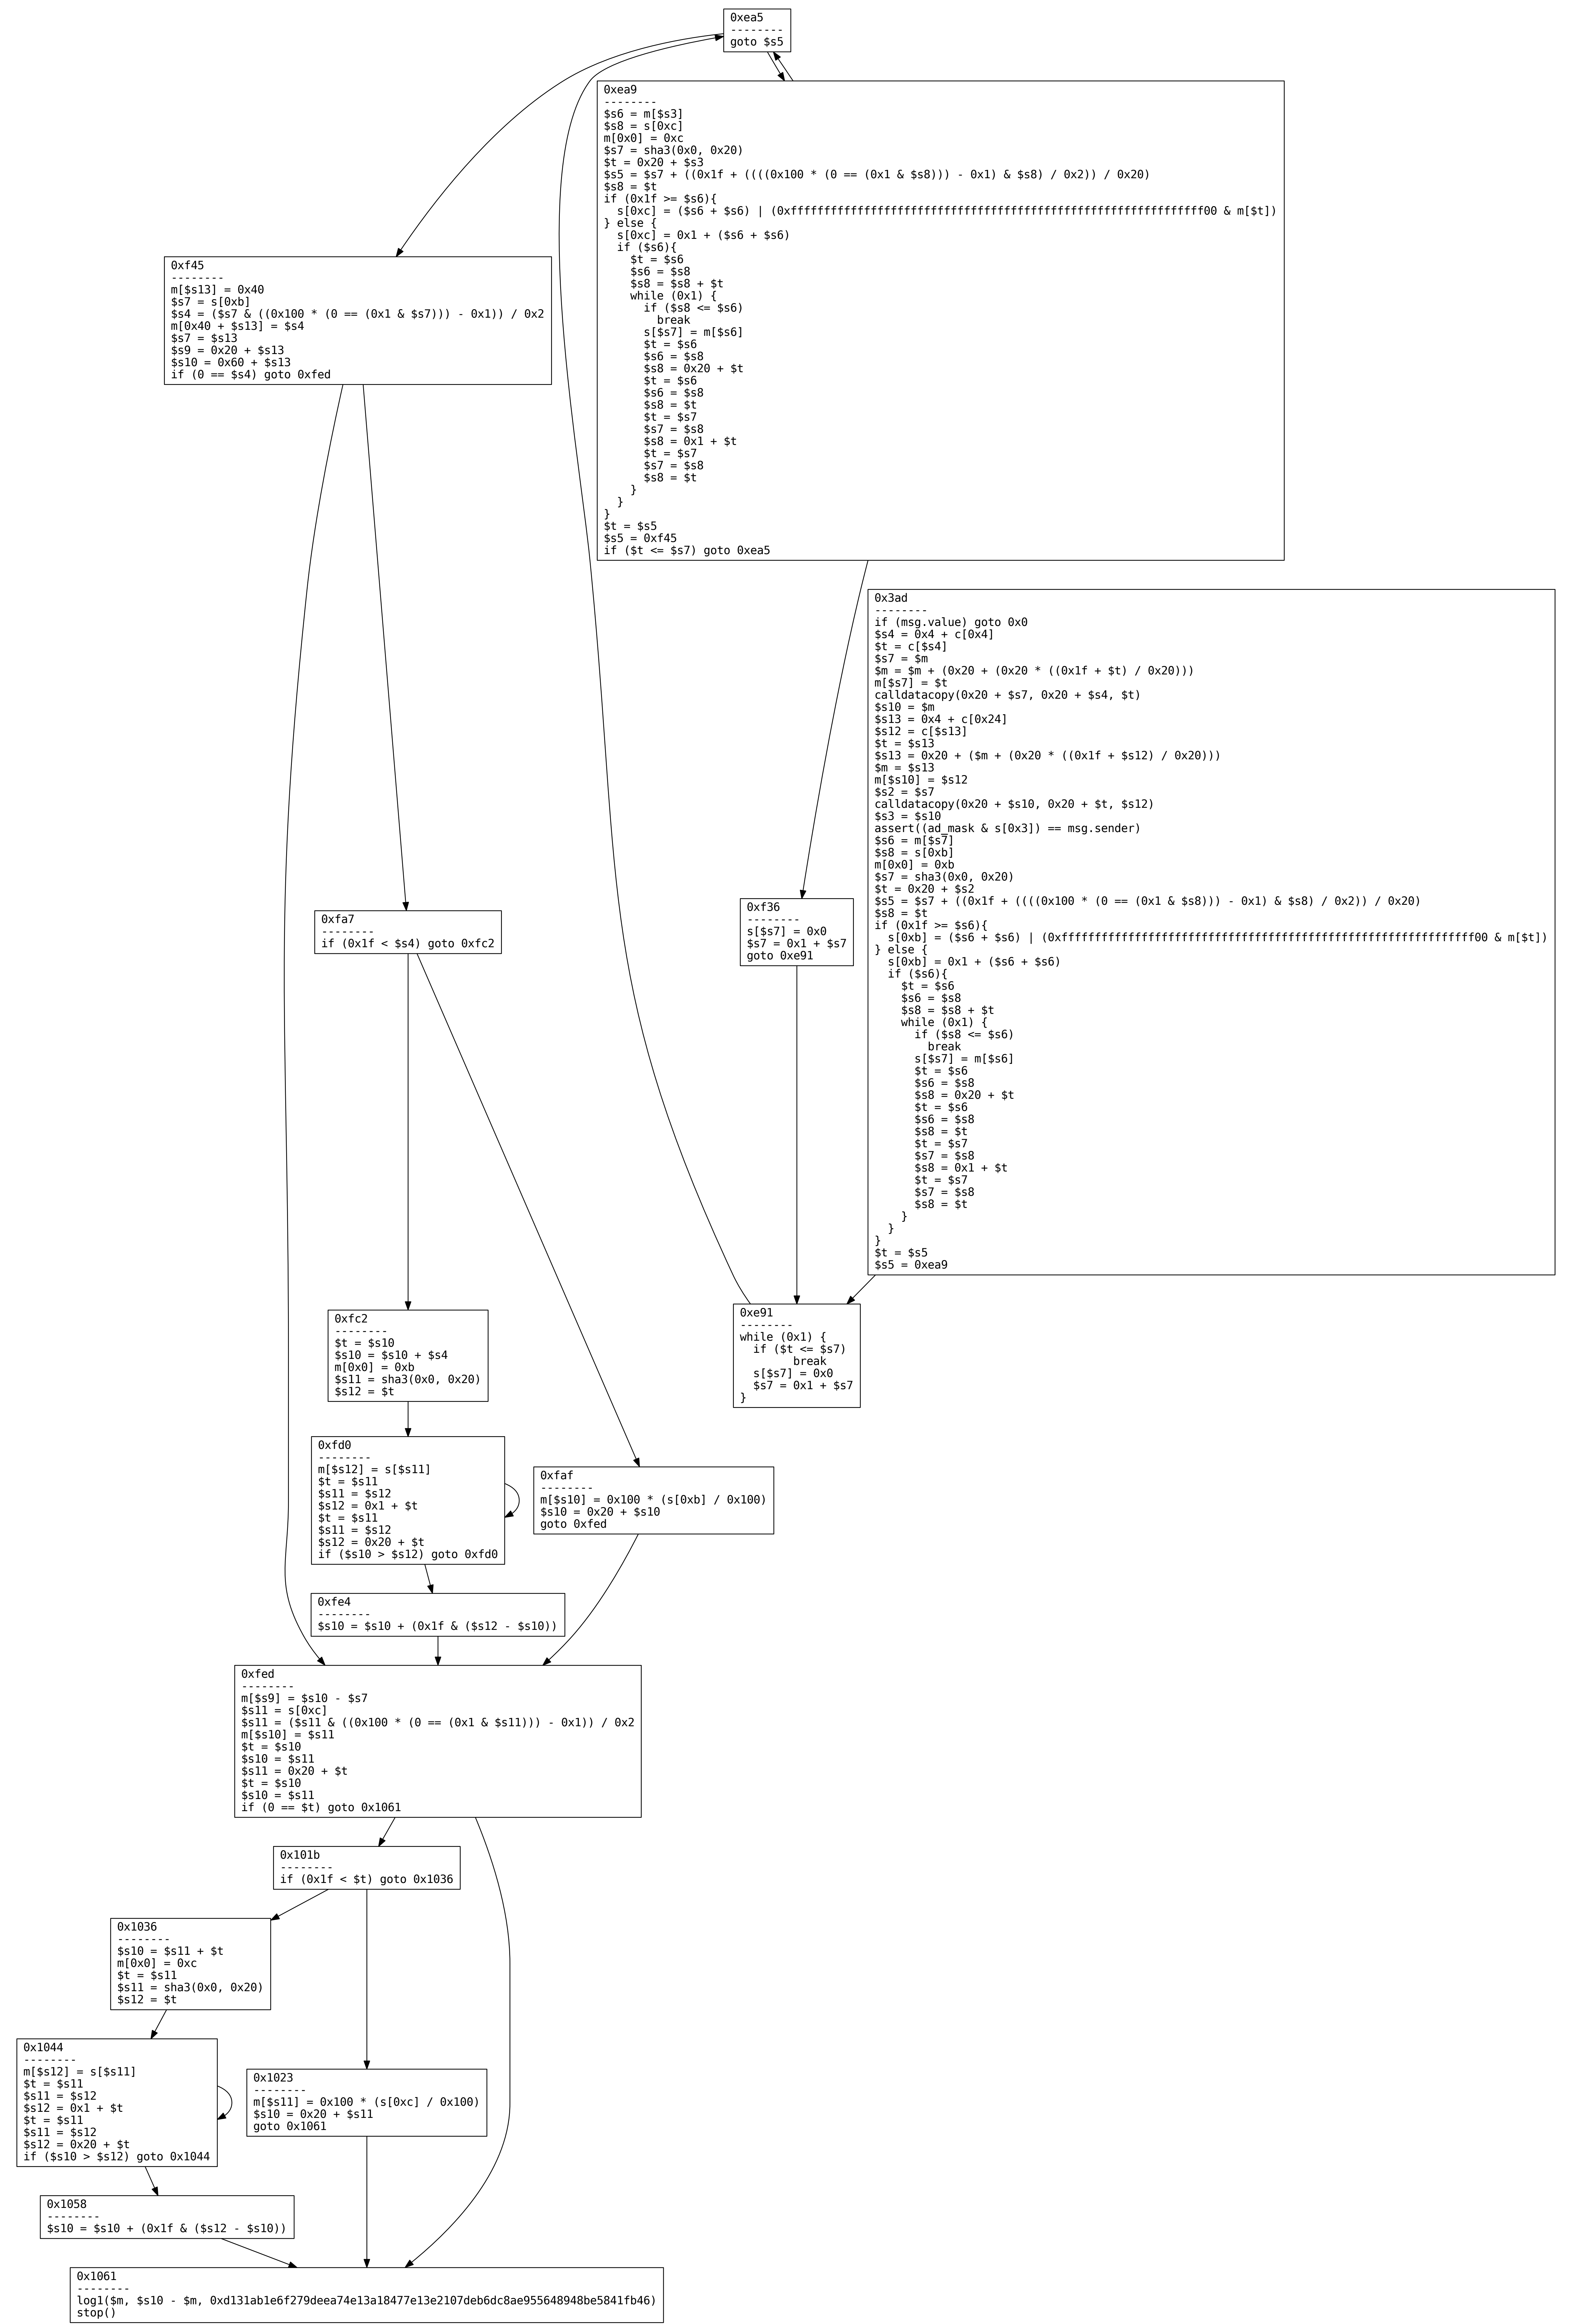 0xea5
--------
goto $s5
0xea9
--------
$s6 = m[$s3]
$s8 = s[0xc]
m[0x0] = 0xc
$s7 = sha3(0x0, 0x20)
$t = 0x20 + $s3
$s5 = $s7 + ((0x1f + ((((0x100 * (0 == (0x1 & $s8))) - 0x1) & $s8) / 0x2)) / 0x20)
$s8 = $t
if (0x1f >= $s6){
  s[0xc] = ($s6 + $s6) | (0xffffffffffffffffffffffffffffffffffffffffffffffffffffffffffffff00 & m[$t])
} else {
  s[0xc] = 0x1 + ($s6 + $s6)
  if ($s6){
    $t = $s6
    $s6 = $s8
    $s8 = $s8 + $t
    while (0x1) {
      if ($s8 <= $s6)
        break
      s[$s7] = m[$s6]
      $t = $s6
      $s6 = $s8
      $s8 = 0x20 + $t
      $t = $s6
      $s6 = $s8
      $s8 = $t
      $t = $s7
      $s7 = $s8
      $s8 = 0x1 + $t
      $t = $s7
      $s7 = $s8
      $s8 = $t
    }
  }
}
$t = $s5
$s5 = 0xf45
if ($t <= $s7) goto 0xea5
0xf45
--------
m[$s13] = 0x40
$s7 = s[0xb]
$s4 = ($s7 & ((0x100 * (0 == (0x1 & $s7))) - 0x1)) / 0x2
m[0x40 + $s13] = $s4
$s7 = $s13
$s9 = 0x20 + $s13
$s10 = 0x60 + $s13
if (0 == $s4) goto 0xfed
0x3ad
--------
if (msg.value) goto 0x0
$s4 = 0x4 + c[0x4]
$t = c[$s4]
$s7 = $m
$m = $m + (0x20 + (0x20 * ((0x1f + $t) / 0x20)))
m[$s7] = $t
calldatacopy(0x20 + $s7, 0x20 + $s4, $t)
$s10 = $m
$s13 = 0x4 + c[0x24]
$s12 = c[$s13]
$t = $s13
$s13 = 0x20 + ($m + (0x20 * ((0x1f + $s12) / 0x20)))
$m = $s13
m[$s10] = $s12
$s2 = $s7
calldatacopy(0x20 + $s10, 0x20 + $t, $s12)
$s3 = $s10
assert((ad_mask & s[0x3]) == msg.sender)
$s6 = m[$s7]
$s8 = s[0xb]
m[0x0] = 0xb
$s7 = sha3(0x0, 0x20)
$t = 0x20 + $s2
$s5 = $s7 + ((0x1f + ((((0x100 * (0 == (0x1 & $s8))) - 0x1) & $s8) / 0x2)) / 0x20)
$s8 = $t
if (0x1f >= $s6){
  s[0xb] = ($s6 + $s6) | (0xffffffffffffffffffffffffffffffffffffffffffffffffffffffffffffff00 & m[$t])
} else {
  s[0xb] = 0x1 + ($s6 + $s6)
  if ($s6){
    $t = $s6
    $s6 = $s8
    $s8 = $s8 + $t
    while (0x1) {
      if ($s8 <= $s6)
        break
      s[$s7] = m[$s6]
      $t = $s6
      $s6 = $s8
      $s8 = 0x20 + $t
      $t = $s6
      $s6 = $s8
      $s8 = $t
      $t = $s7
      $s7 = $s8
      $s8 = 0x1 + $t
      $t = $s7
      $s7 = $s8
      $s8 = $t
    }
  }
}
$t = $s5
$s5 = 0xea9
0xf36
--------
s[$s7] = 0x0
$s7 = 0x1 + $s7
goto 0xe91
0xfa7
--------
if (0x1f < $s4) goto 0xfc2
0xe91
--------
while (0x1) {
  if ($t <= $s7)
        break
  s[$s7] = 0x0
  $s7 = 0x1 + $s7
}
0xfc2
--------
$t = $s10
$s10 = $s10 + $s4
m[0x0] = 0xb
$s11 = sha3(0x0, 0x20)
$s12 = $t
0xfd0
--------
m[$s12] = s[$s11]
$t = $s11
$s11 = $s12
$s12 = 0x1 + $t
$t = $s11
$s11 = $s12
$s12 = 0x20 + $t
if ($s10 > $s12) goto 0xfd0
0xfaf
--------
m[$s10] = 0x100 * (s[0xb] / 0x100)
$s10 = 0x20 + $s10
goto 0xfed
0xfe4
--------
$s10 = $s10 + (0x1f & ($s12 - $s10))
0xfed
--------
m[$s9] = $s10 - $s7
$s11 = s[0xc]
$s11 = ($s11 & ((0x100 * (0 == (0x1 & $s11))) - 0x1)) / 0x2
m[$s10] = $s11
$t = $s10
$s10 = $s11
$s11 = 0x20 + $t
$t = $s10
$s10 = $s11
if (0 == $t) goto 0x1061
0x101b
--------
if (0x1f < $t) goto 0x1036
0x1036
--------
$s10 = $s11 + $t
m[0x0] = 0xc
$t = $s11
$s11 = sha3(0x0, 0x20)
$s12 = $t
0x1044
--------
m[$s12] = s[$s11]
$t = $s11
$s11 = $s12
$s12 = 0x1 + $t
$t = $s11
$s11 = $s12
$s12 = 0x20 + $t
if ($s10 > $s12) goto 0x1044
0x1023
--------
m[$s11] = 0x100 * (s[0xc] / 0x100)
$s10 = 0x20 + $s11
goto 0x1061
0x1058
--------
$s10 = $s10 + (0x1f & ($s12 - $s10))
0x1061
--------
log1($m, $s10 - $m, 0xd131ab1e6f279deea74e13a18477e13e2107deb6dc8ae955648948be5841fb46)
stop()